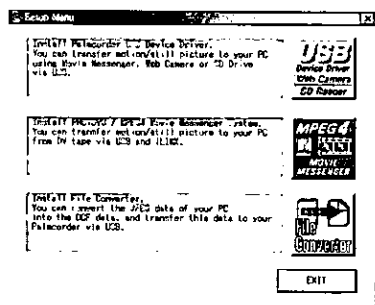 Setup Menu
Install Palmcorder USB Device Driver.
You can transfer motion/still picture to your PC
using Movie Messenger, Web Camera or SD Drive
via USB.
USB
Device Driver
Web Camera
SD Reader
Install / MPEG4 Movie Messenger System.
You can transfer motion/still picture to your PC
from DV tape via USB and iLINK.
MPEG4
MOVIE
MESSENGER
Install File Converter.
You can convert the JPEG data of your PC
into the DCF data, and transfer this data to your
Palmcorder via USB.
File
Converter
EXIT